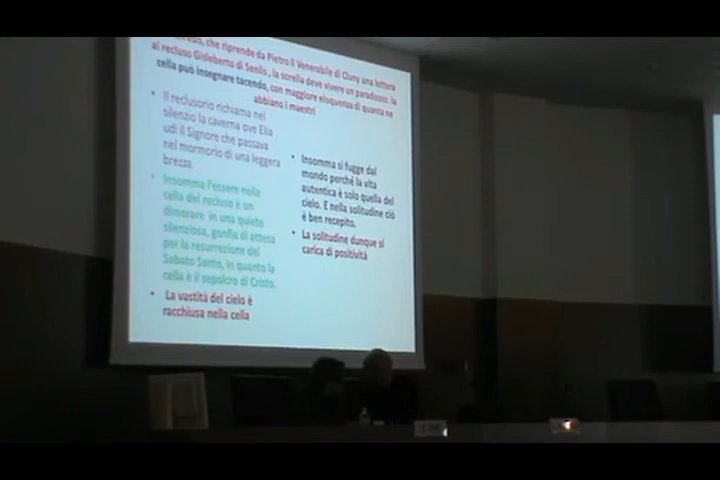 che riprende da Pietro il Venerabile di Cluny una lettera
al recluso Gisleberto di Senlis, la sorella deve vivere un paradosso: la
cella può insegnare tacendo, con maggiore eloquenza di quanta ne
abbiano i maestri
• Il reclusorio richiama nel
silenzio la caverna ove Elia
udì il Signore che passava
nel mormorio di una leggera
brezza.
• Insomma l'essere nella
cella del recluso è un
dimorare in una quiete
silenziosa, gonfia di attesa
per la resurrezione del
Sabato Santo, in quanto la
cella è il sepolcro di Cristo.
• La vastità del cielo è
racchiusa nella cella
• Insomma si fugge dal
mondo perché la vita
autentica è solo quella del
cielo. E nella solitudine ciò
è ben recepito.
• La solitudine dunque si
carica di positività